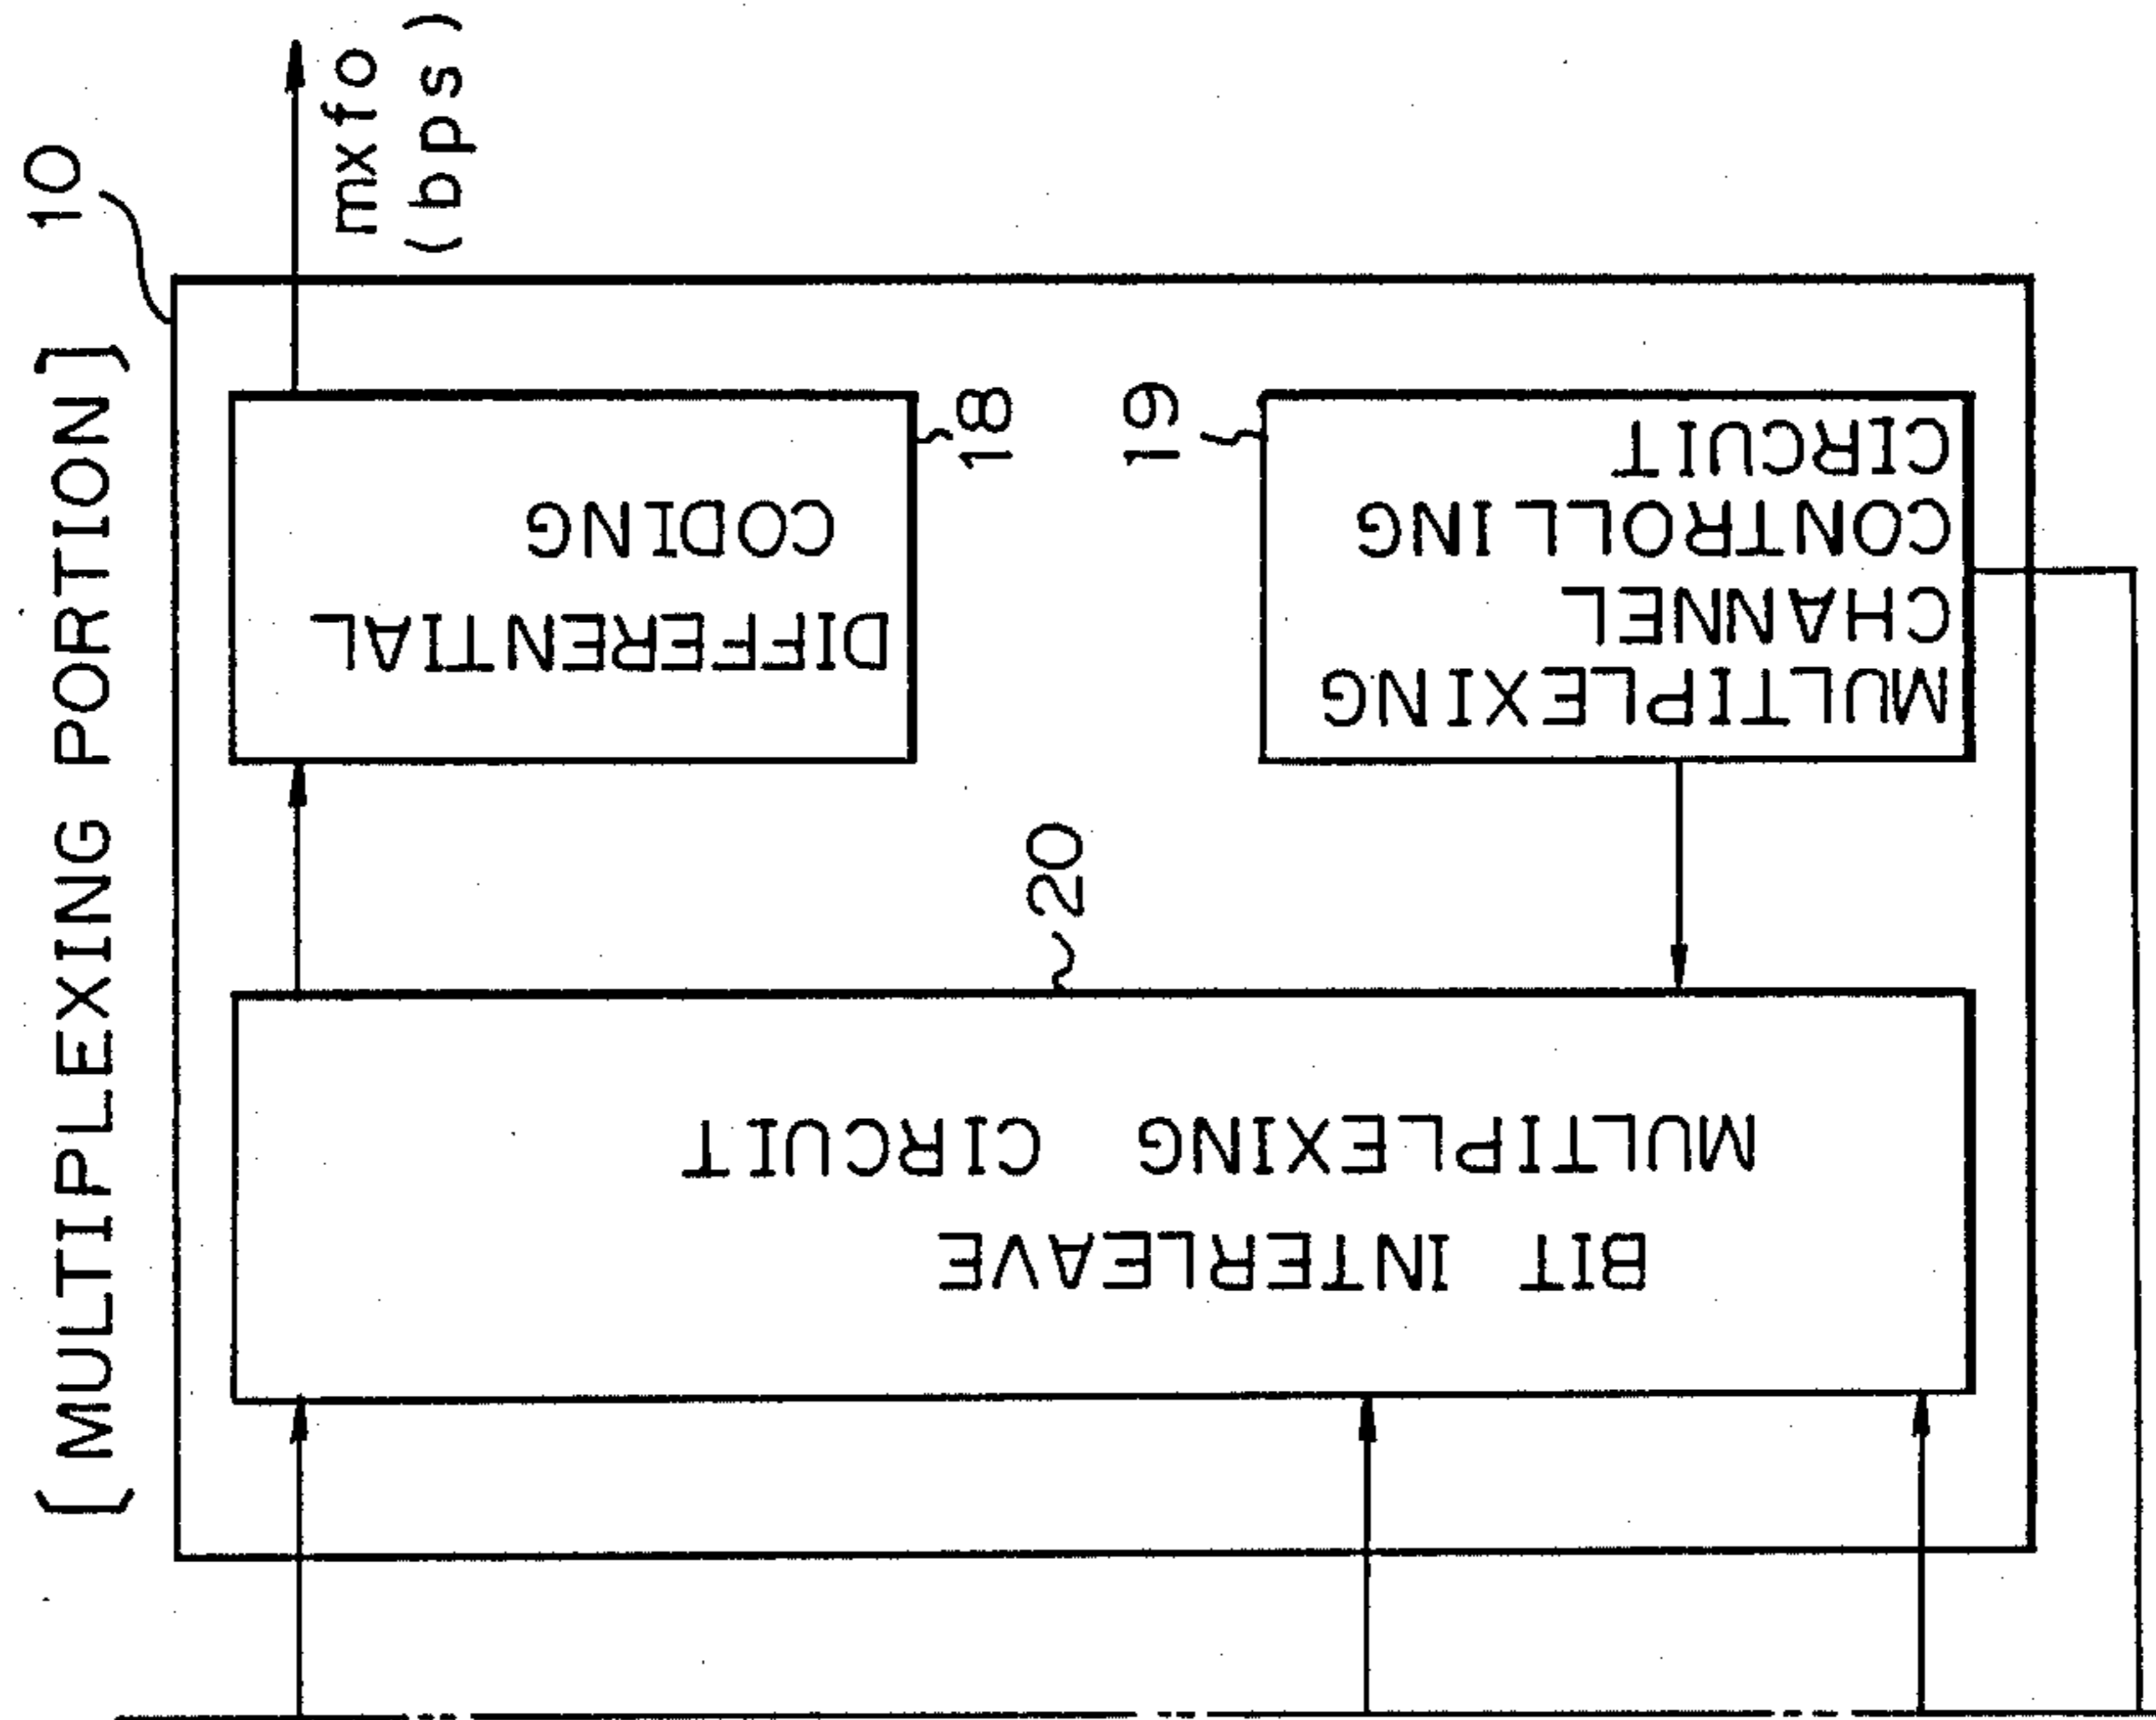 [MULTIPLEXING PORTION]
10
mxfo
(bps)
DIFFERENTIAL
CODING
18
19
MULTIPLEXING
CHANNEL
CONTROLLING
CIRCUIT
20
BIT INTERLEAVE
MULTIPLEXING CIRCUIT